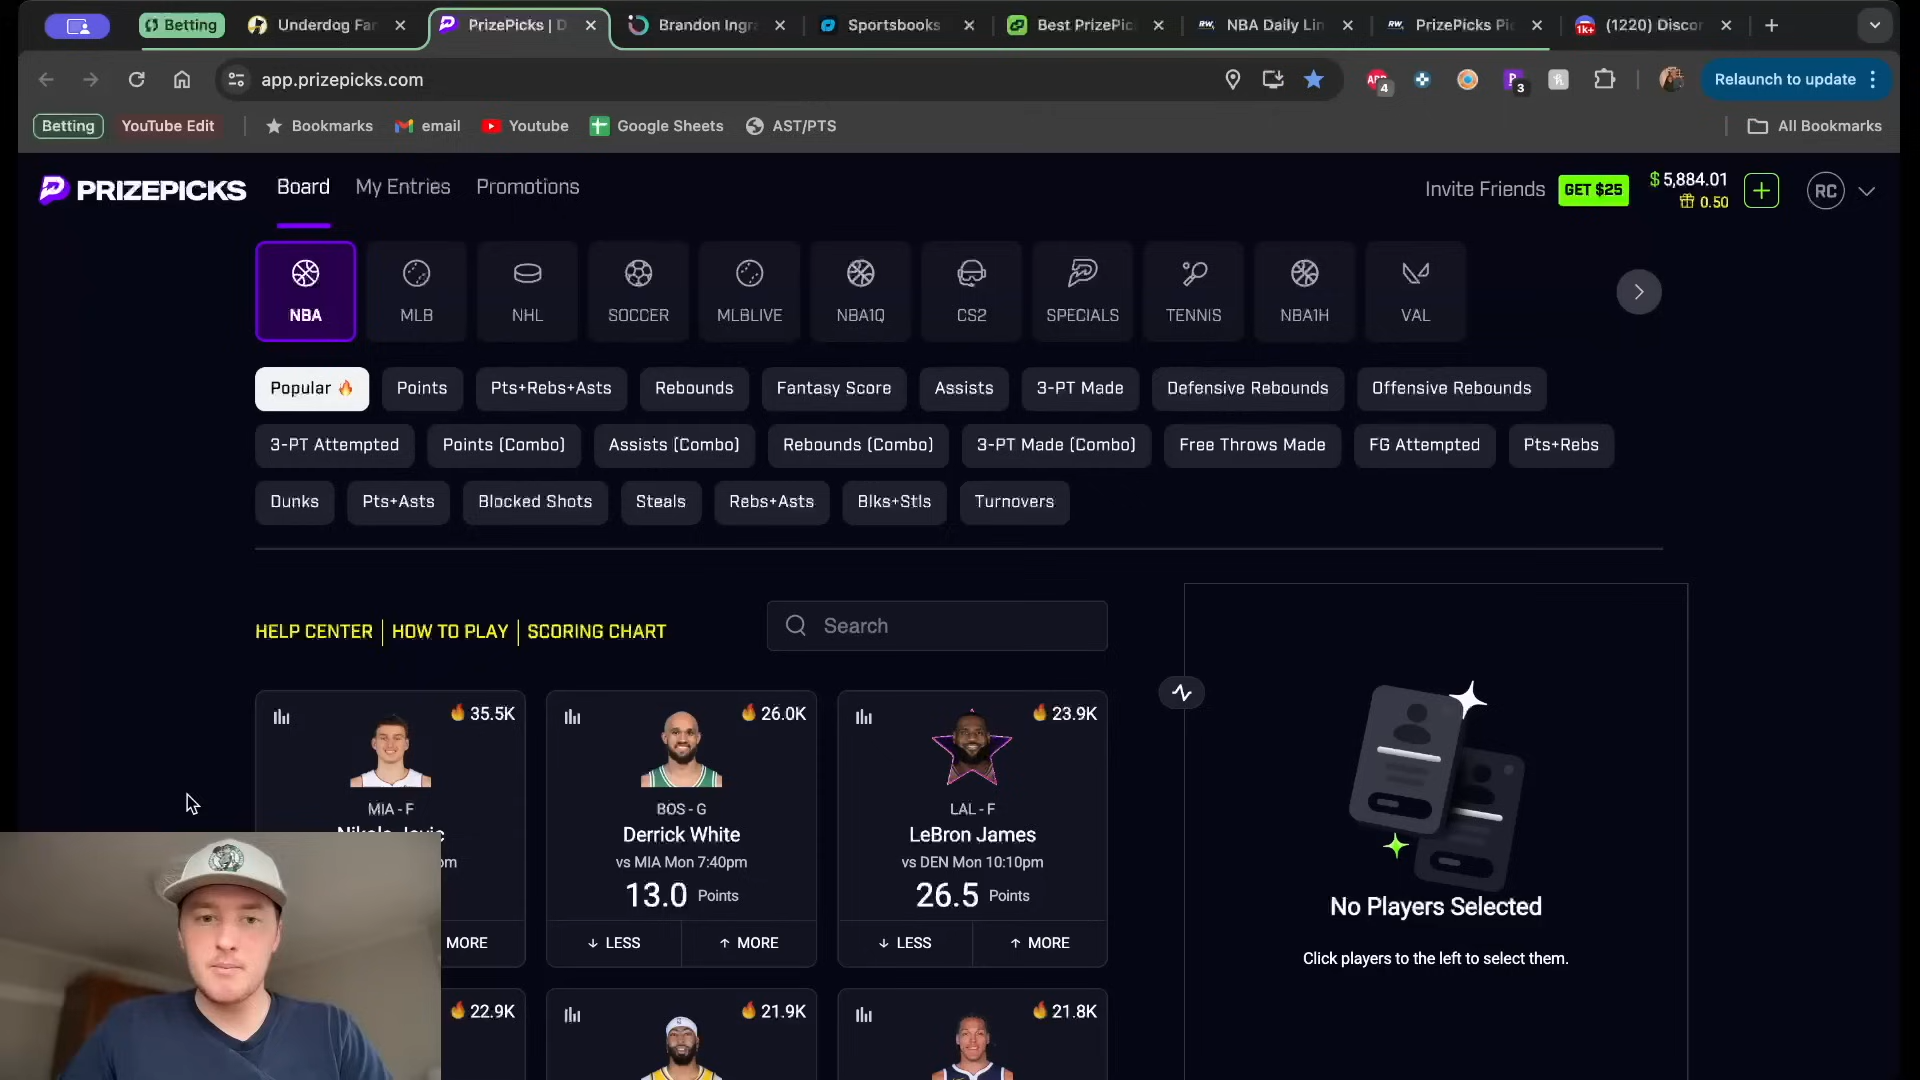 Betting
Underdog Fan
PrizePicks | D
Brandon Ingra
Sportsbooks
Best PrizePic
NBA Daily Lin
PrizePicks Pi
(1220) Discor
app.prizepicks.com
4
3
Relaunch to update
Betting
YouTube Edit
Bookmarks
email
Youtube
Google Sheets
AST/PTS
All Bookmarks
PRIZEPICKS
Board
My Entries
Promotions
Invite Friends
GET $25
$ 5,884.01
0.50
RC
NBA
MLB
NHL
SOCCER
MLBLIVE
NBA1Q
CS2
SPECIALS
TENNIS
NBA1H
VAL
Popular
Points
Pts+Rebs+Asts
Rebounds
Fantasy Score
Assists
3-PT Made
Defensive Rebounds
Offensive Rebounds
3-PT Attempted
Points (Combo)
Assists (Combo)
Rebounds (Combo)
3-PT Made (Combo)
Free Throws Made
FG Attempted
Pts+Rebs
Dunks
Pts+Asts
Blocked Shots
Steals
Rebs+Asts
Blks+Stls
Turnovers
HELP CENTER | HOW TO PLAY | SCORING CHART
Search
35.5K
MIA - F
Nikola Jovic
MORE
26.0K
BOS - G
Derrick White
vs MIA Mon 7:40pm
13.0 Points
LESS
MORE
23.9K
LAL - F
LeBron James
vs DEN Mon 10:10pm
26.5 Points
LESS
MORE
22.9K
21.9K
21.8K
No Players Selected
Click players to the left to select them.